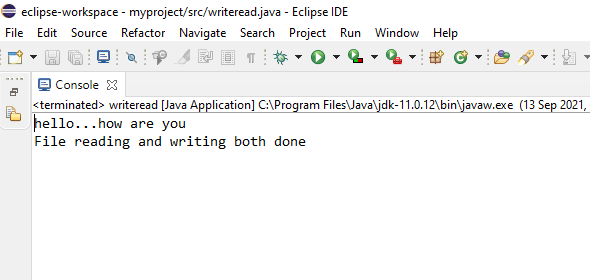 eclipse-workspace - myproject/src/writeread.java - Eclipse IDE
File Edit Source Refactor Navigate Search Project Run Window Help
Console
<terminated> writeread [Java Application] C:\Program Files\Java\jdk-11.0.12\bin\javaw.exe (13 Sep 2021,
hello...how are you
File reading and writing both done